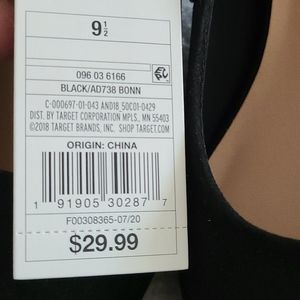 9 1/2
096 03 6166
BLACK/AD738 BONN
C-000697-01-043 AND18_50C01-0429
DIST. BY TARGET CORPORATION MPLS., MN 55403
©2018 TARGET BRANDS, INC. SHOP TARGET.COM
ORIGIN: CHINA
1 91905 30287 7
F00308365-07/20
$29.99